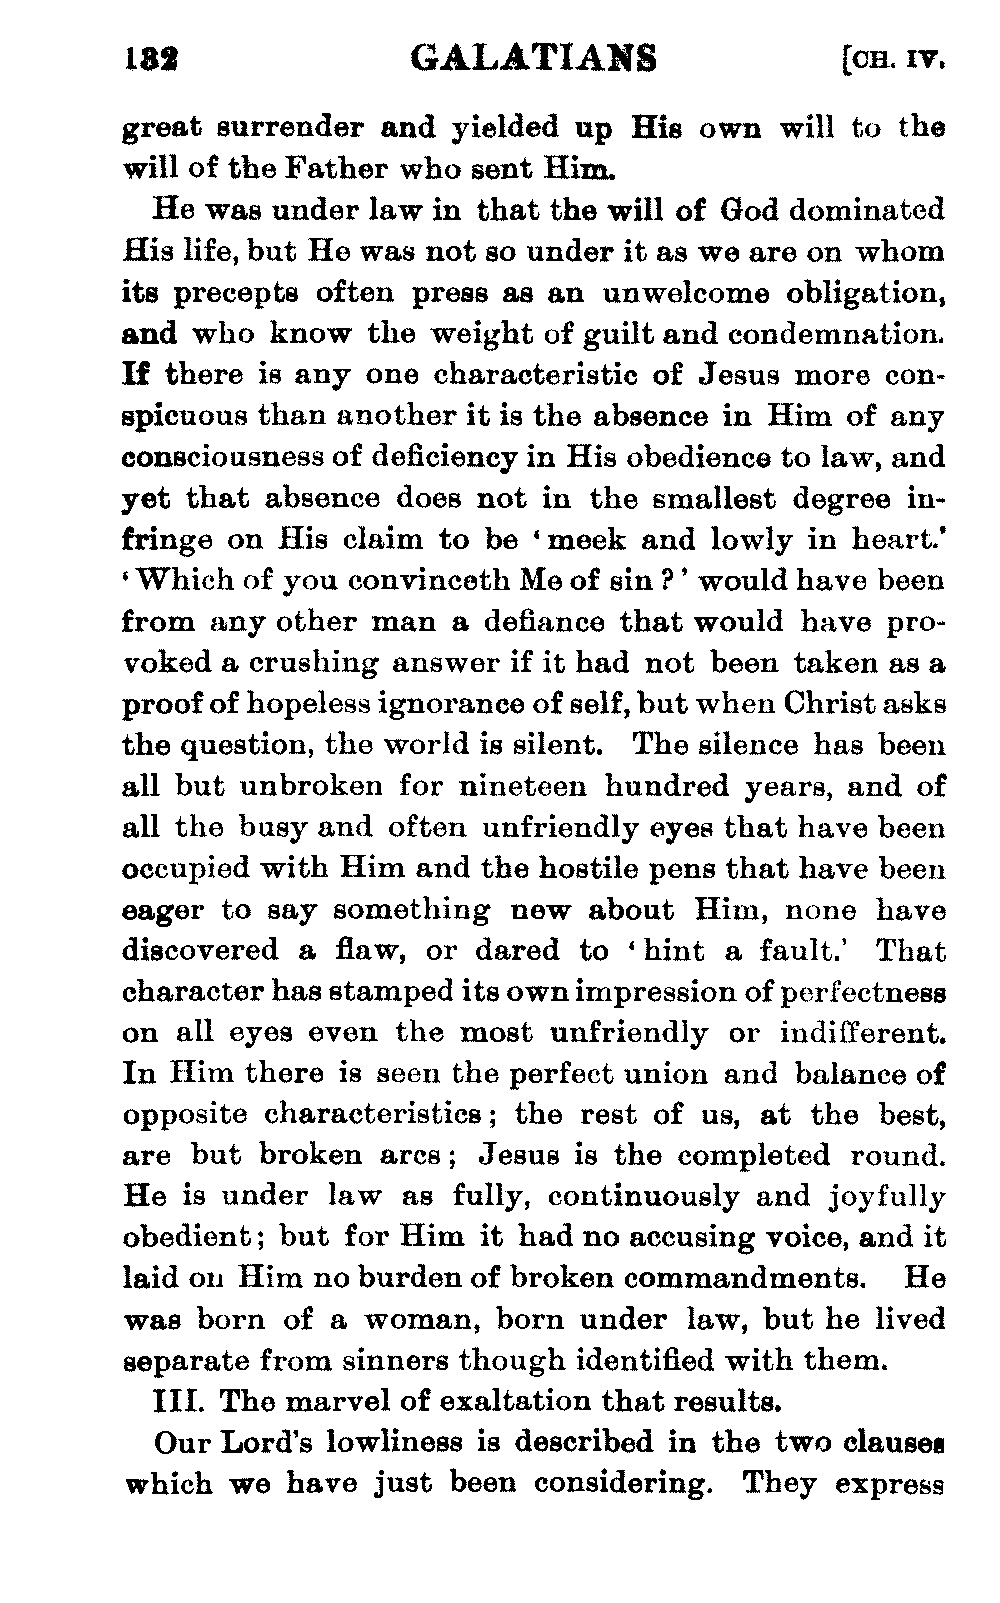 132 GALATIANS [CH. IV.
great surrender and yielded up His own will to the
will of the Father who sent Him.
He was under law in that the will of God dominated
His life, but He was not so under it as we are on whom
its precepts often press as an unwelcome obligation,
and who know the weight of guilt and condemnation.
If there is any one characteristic of Jesus more con-
spicuous than another it is the absence in Him of any
consciousness of deficiency in His obedience to law, and
yet that absence does not in the smallest degree in-
fringe on His claim to be ‘meek and lowly in heart.’
‘Which of you convinceth Me of sin?’ would have been
from any other man a defiance that would have pro-
voked a crushing answer if it had not been taken as a
proof of hopeless ignorance of self, but when Christ asks
the question, the world is silent. The silence has been
all but unbroken for nineteen hundred years, and of
all the busy and often unfriendly eyes that have been
occupied with Him and the hostile pens that have been
eager to say something new about Him, none have
discovered a flaw, or dared to ‘hint a fault.’ That
character has stamped its own impression of perfectness
on all eyes even the most unfriendly or indifferent.
In Him there is seen the perfect union and balance of
opposite characteristics; the rest of us, at the best,
are but broken arcs; Jesus is the completed round.
He is under law as fully, continuously and joyfully
obedient; but for Him it had no accusing voice, and it
laid on Him no burden of broken commandments. He
was born of a woman, born under law, but he lived
separate from sinners though identified with them.
III. The marvel of exaltation that results.
Our Lord's lowliness is described in the two clauses
which we have just been considering. They express